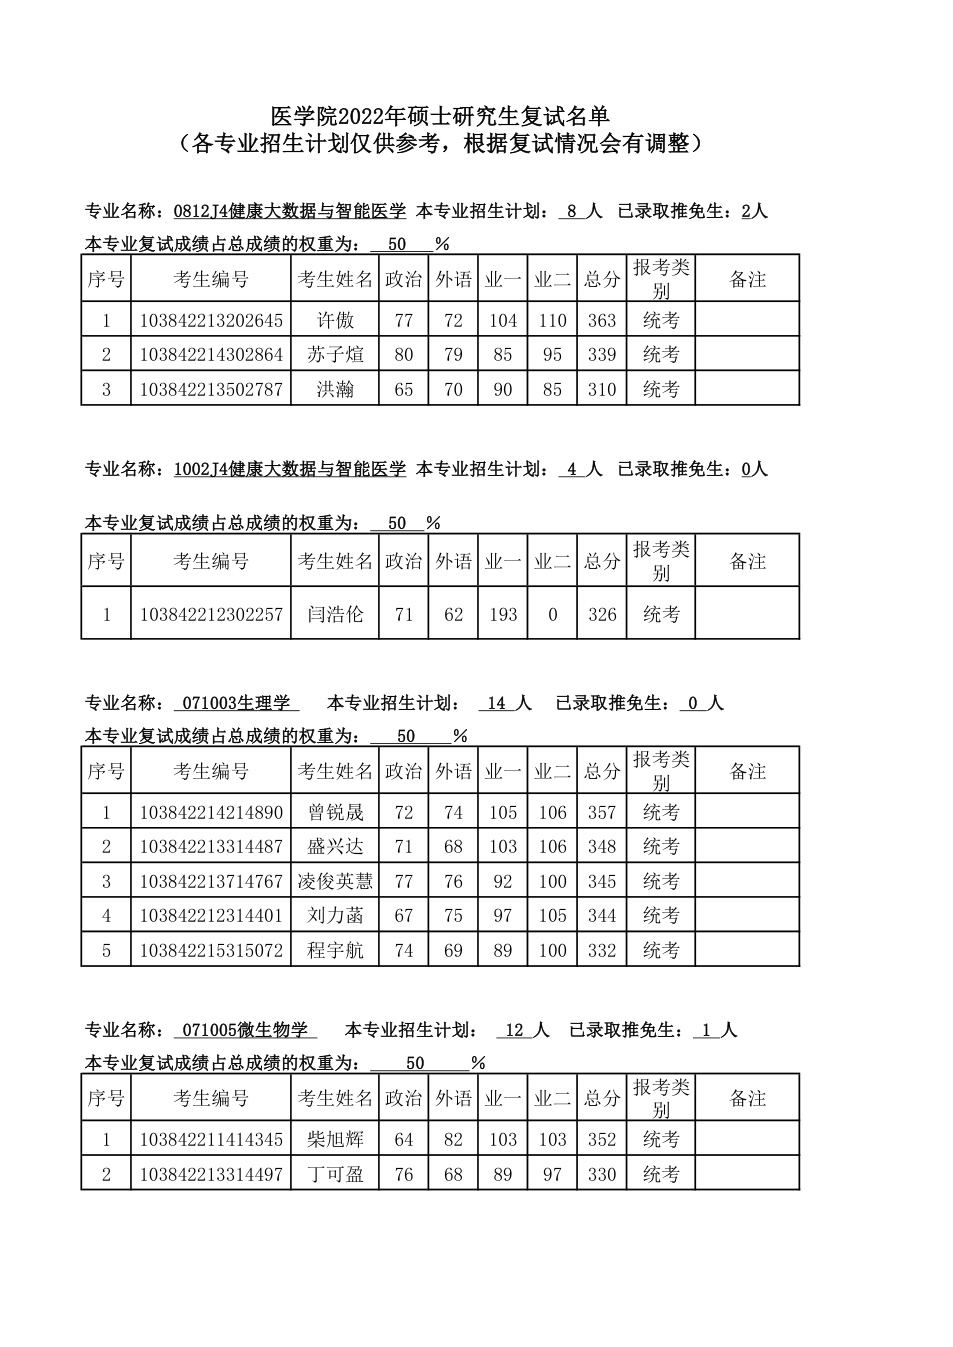 医学院2022年硕士研究生复试名单
（各专业招生计划仅供参考，根据复试情况会有调整）
专业名称：0812J4健康大数据与智能医学 本专业招生计划： 8 人 已录取推免生：2人
本专业复试成绩占总成绩的权重为： 50 %
序号 考生编号 考生姓名 政治 外语 业一 业二 总分 报考类别 备注
1 103842213202645 许傲 77 72 104 110 363 统考
2 103842214302864 苏子煊 80 79 85 95 339 统考
3 103842213502787 洪瀚 65 70 90 85 310 统考
专业名称：1002J4健康大数据与智能医学 本专业招生计划： 4 人 已录取推免生：0人
本专业复试成绩占总成绩的权重为： 50 %
序号 考生编号 考生姓名 政治 外语 业一 业二 总分 报考类别 备注
1 103842212302257 闫浩伦 71 62 193 0 326 统考
专业名称： 071003生理学 本专业招生计划： 14 人 已录取推免生： 0 人
本专业复试成绩占总成绩的权重为： 50 %
序号 考生编号 考生姓名 政治 外语 业一 业二 总分 报考类别 备注
1 103842214214890 曾锐晟 72 74 105 106 357 统考
2 103842213314487 盛兴达 71 68 103 106 348 统考
3 103842213714767 凌俊英慧 77 76 92 100 345 统考
4 103842212314401 刘力菡 67 75 97 105 344 统考
5 103842215315072 程宇航 74 69 89 100 332 统考
专业名称： 071005微生物学 本专业招生计划： 12 人 已录取推免生： 1 人
本专业复试成绩占总成绩的权重为： 50 %
序号 考生编号 考生姓名 政治 外语 业一 业二 总分 报考类别 备注
1 103842211414345 柴旭辉 64 82 103 103 352 统考
2 103842213314497 丁可盈 76 68 89 97 330 统考